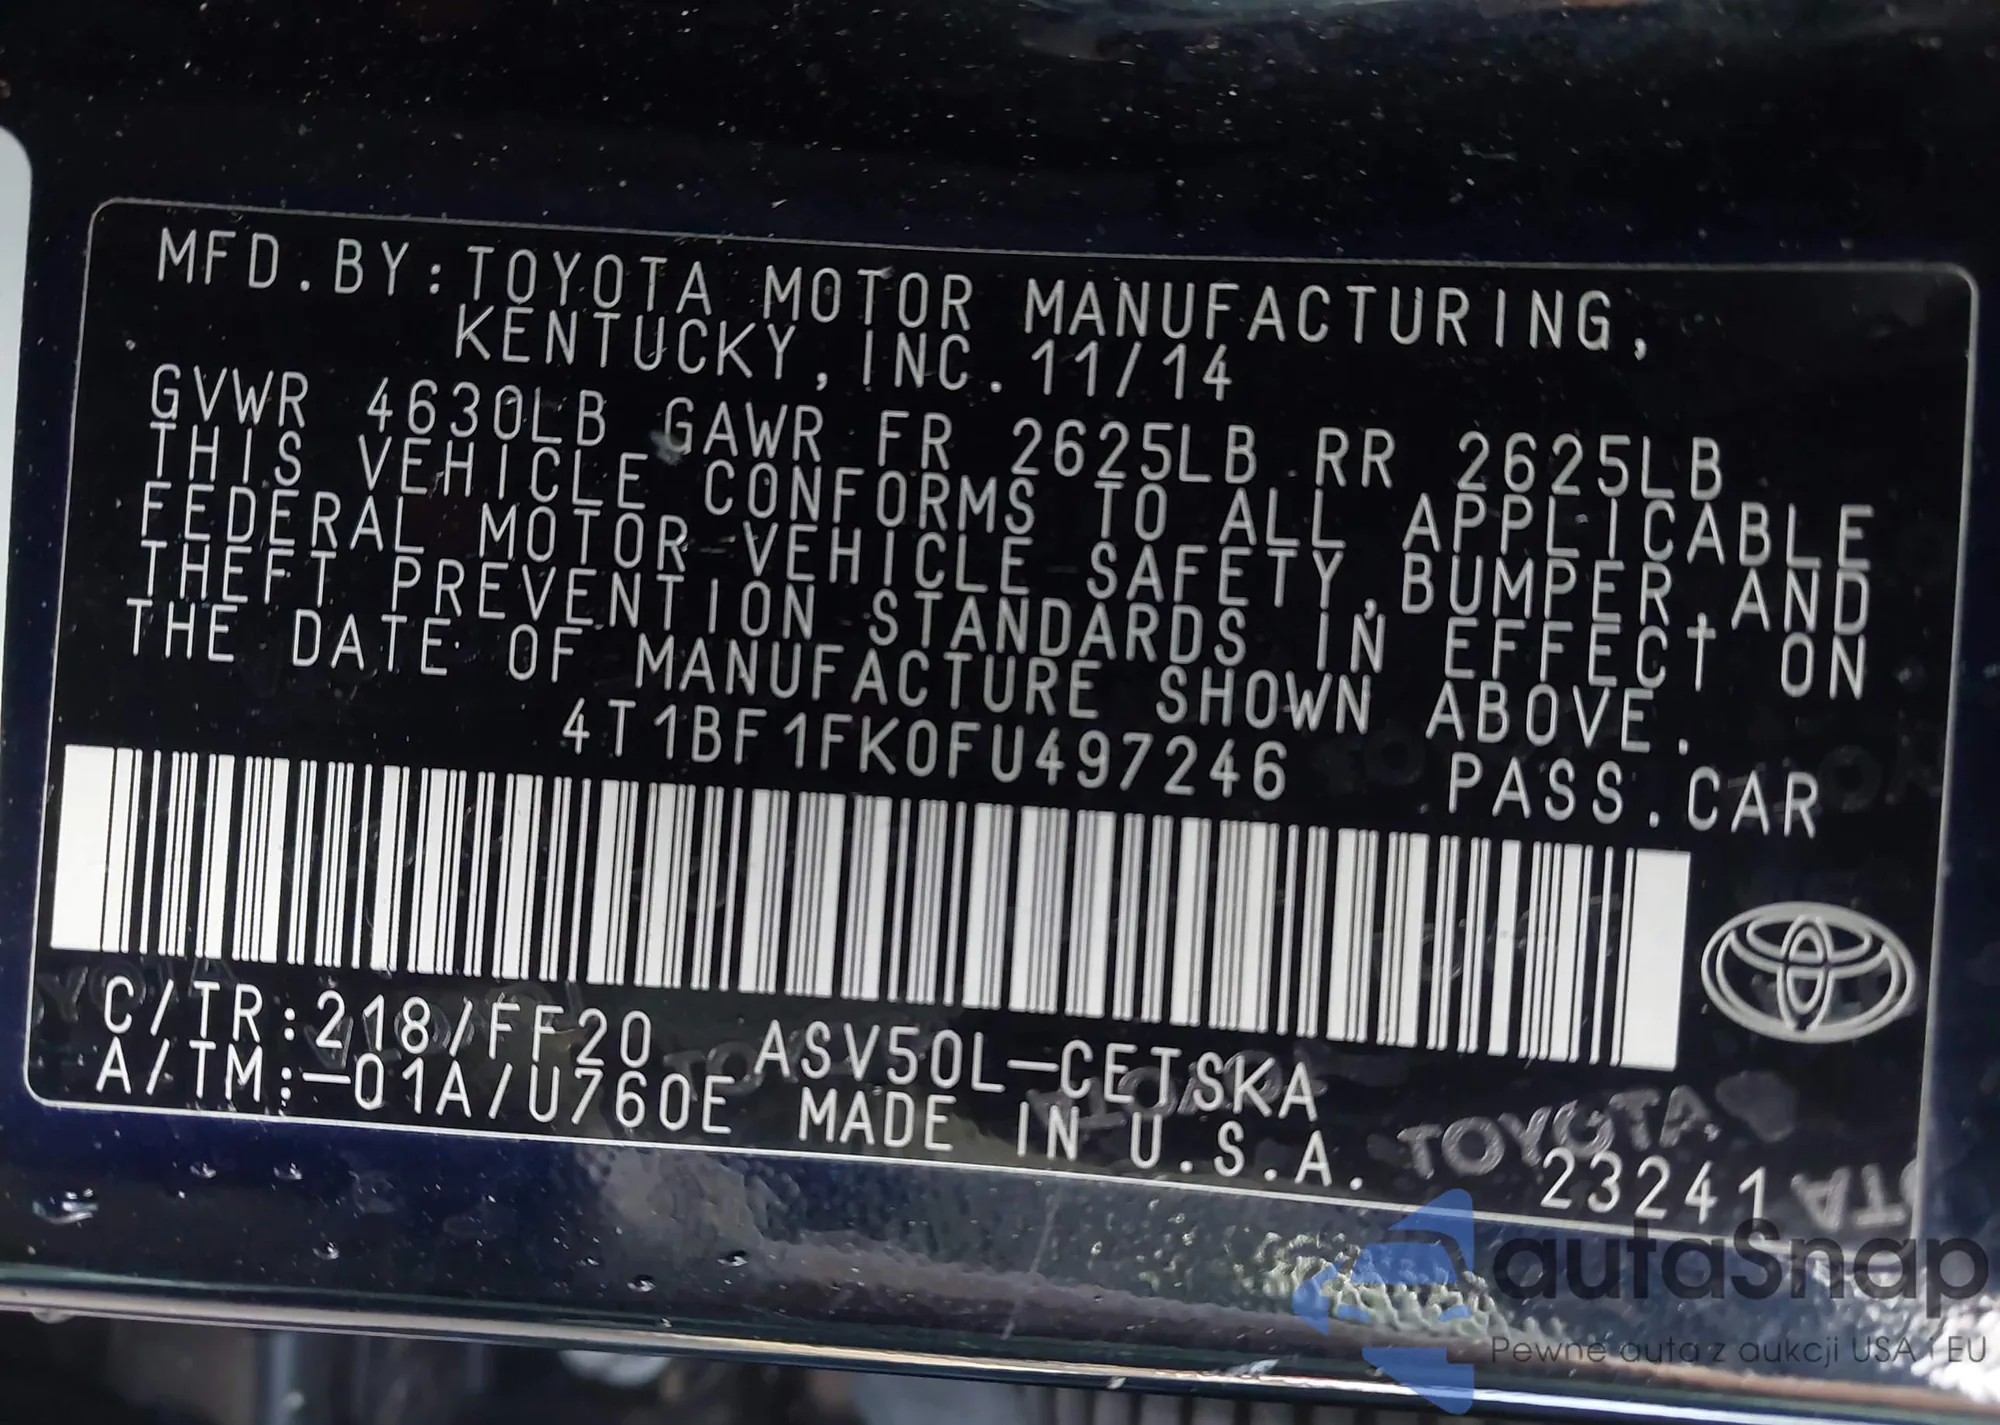 MFD.BY:TOYOTA MOTOR MANUFACTURING,
KENTUCKY, INC. 11/14
GVWR 4630LB GAWR FR 2625LB RR 2625LB
THIS VEHICLE CONFORMS TO ALL APPLICABLE
FEDERAL MOTOR VEHICLE SAFETY,BUMPER,AND
THEFT PREVENTION STANDARDS IN EFFECT ON
THE DATE OF MANUFACTURE SHOWN ABOVE.
4T1BF1FK0FU497246 PASS.CAR
C/TR:218/FF20 ASV50L-CETSKA
A/TM:-01A/U760E MADE IN U.S.A. 23241
TOYOTA
autaSnap
Pewne auta z aukcji USA i EU